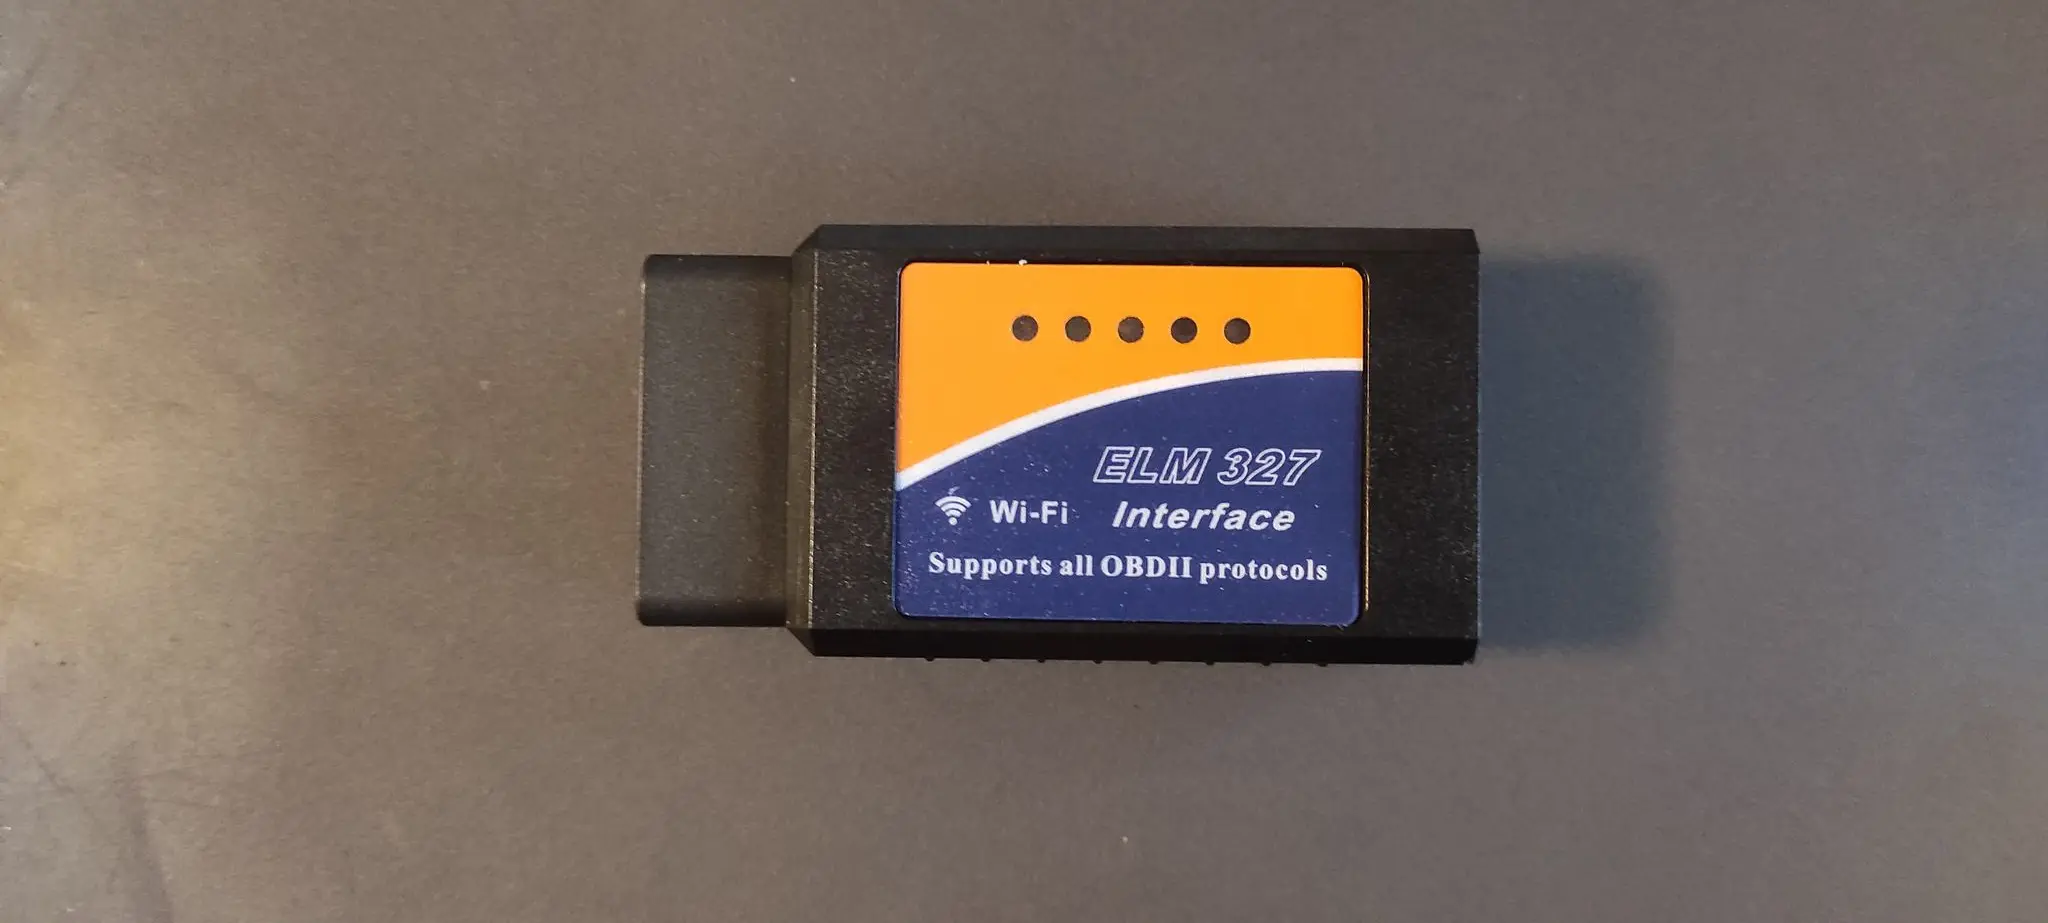 ELM 327
Wi-Fi Interface
Supports all OBDII protocols